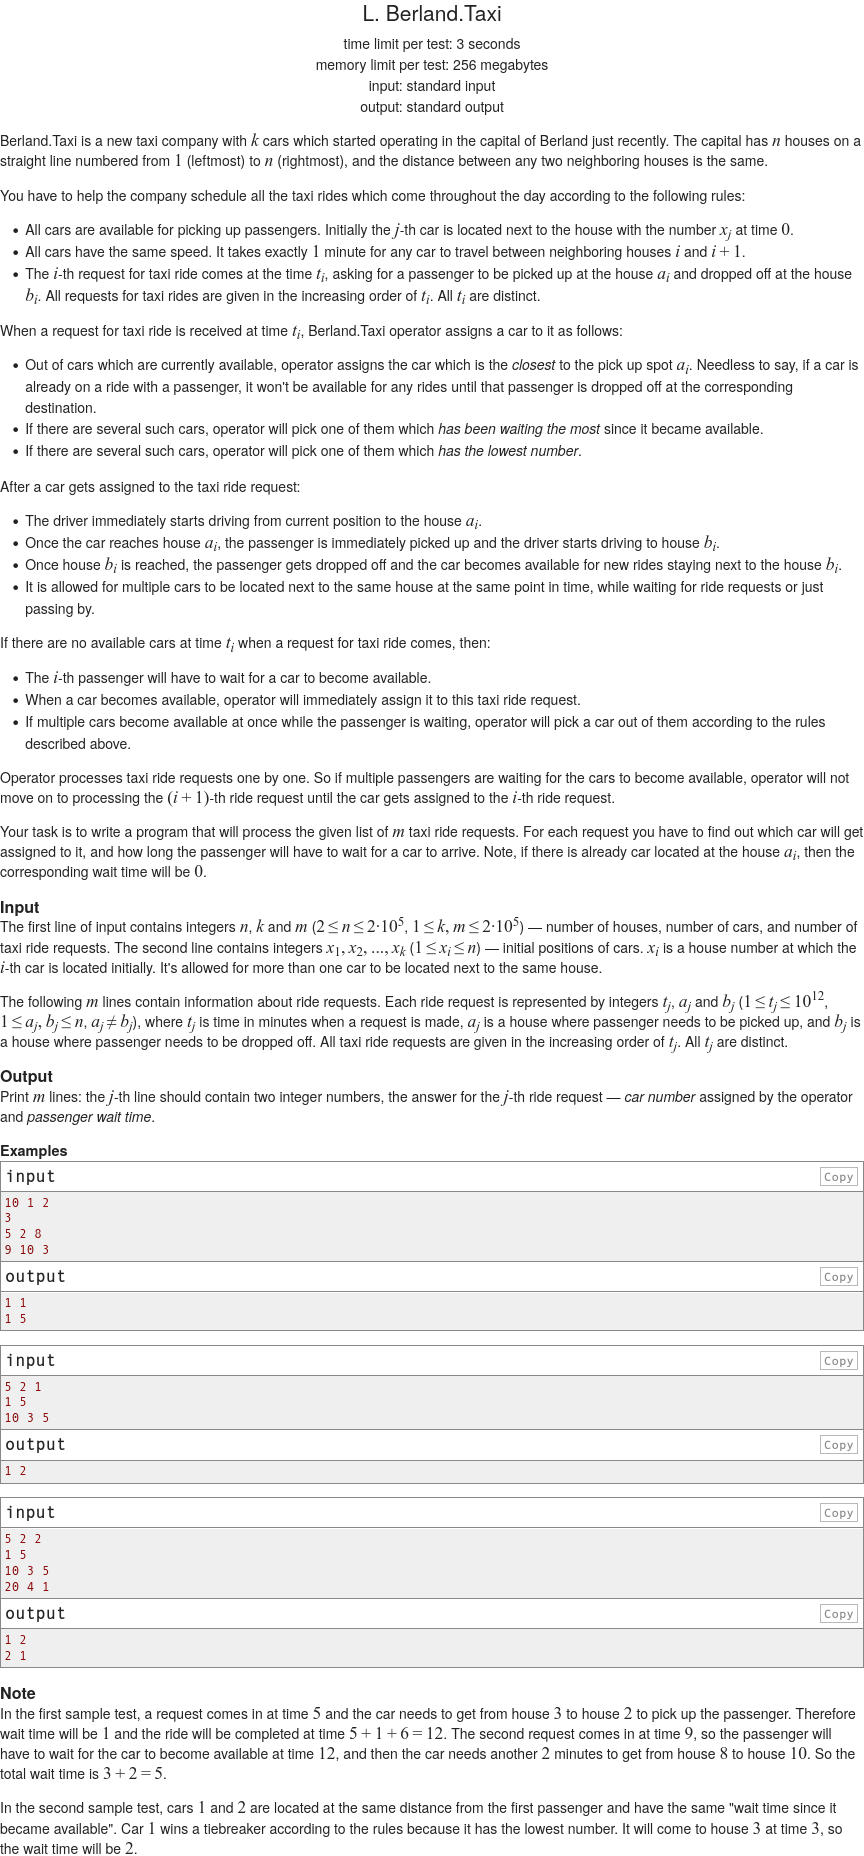 L. Berland.Taxi
time limit per test: 3 seconds
memory limit per test: 256 megabytes
input: standard input
output: standard output
Berland.Taxi is a new taxi company with k cars which started operating in the capital of Berland just recently. The capital has n houses on a
straight line numbered from 1 (leftmost) to n (rightmost), and the distance between any two neighboring houses is the same.
You have to help the company schedule all the taxi rides which come throughout the day according to the following rules:
• All cars are available for picking up passengers. Initially the j-th car is located next to the house with the number x_j at time 0.
• All cars have the same speed. It takes exactly 1 minute for any car to travel between neighboring houses i and i + 1.
• The i-th request for taxi ride comes at the time t_i, asking for a passenger to be picked up at the house a_i and dropped off at the house
b_i. All requests for taxi rides are given in the increasing order of t_i. All t_i are distinct.
When a request for taxi ride is received at time t_i, Berland.Taxi operator assigns a car to it as follows:
• Out of cars which are currently available, operator assigns the car which is the closest to the pick up spot a_i. Needless to say, if a car is
already on a ride with a passenger, it won't be available for any rides until that passenger is dropped off at the corresponding
destination.
• If there are several such cars, operator will pick one of them which has been waiting the most since it became available.
• If there are several such cars, operator will pick one of them which has the lowest number.
After a car gets assigned to the taxi ride request:
• The driver immediately starts driving from current position to the house a_i.
• Once the car reaches house a_i, the passenger is immediately picked up and the driver starts driving to house b_i.
• Once house b_i is reached, the passenger gets dropped off and the car becomes available for new rides staying next to the house b_i.
• It is allowed for multiple cars to be located next to the same house at the same point in time, while waiting for ride requests or just
passing by.
If there are no available cars at time t_i when a request for taxi ride comes, then:
• The i-th passenger will have to wait for a car to become available.
• When a car becomes available, operator will immediately assign it to this taxi ride request.
• If multiple cars become available at once while the passenger is waiting, operator will pick a car out of them according to the rules
described above.
Operator processes taxi ride requests one by one. So if multiple passengers are waiting for the cars to become available, operator will not
move on to processing the (i + 1)-th ride request until the car gets assigned to the i-th ride request.
Your task is to write a program that will process the given list of m taxi ride requests. For each request you have to find out which car will get
assigned to it, and how long the passenger will have to wait for a car to arrive. Note, if there is already car located at the house a_i, then the
corresponding wait time will be 0.
Input
The first line of input contains integers n, k and m (2 ≤ n ≤ 2·10^5, 1 ≤ k, m ≤ 2·10^5) — number of houses, number of cars, and number of
taxi ride requests. The second line contains integers x_1, x_2, ..., x_k (1 ≤ x_i ≤ n) — initial positions of cars. x_i is a house number at which the
i-th car is located initially. It's allowed for more than one car to be located next to the same house.
The following m lines contain information about ride requests. Each ride request is represented by integers t_j, a_j and b_j (1 ≤ t_j ≤ 10^12,
1 ≤ a_j, b_j ≤ n, a_j ≠ b_j), where t_j is time in minutes when a request is made, a_j is a house where passenger needs to be picked up, and b_j is
a house where passenger needs to be dropped off. All taxi ride requests are given in the increasing order of t_j. All t_j are distinct.
Output
Print m lines: the j-th line should contain two integer numbers, the answer for the j-th ride request — car number assigned by the operator
and passenger wait time.
Examples
input Copy
10 1 2
3
5 2 8
9 10 3
output Copy
1 1
1 5
input Copy
5 2 1
1 5
10 3 5
output Copy
1 2
input Copy
5 2 2
1 5
10 3 5
20 4 1
output Copy
1 2
2 1
Note
In the first sample test, a request comes in at time 5 and the car needs to get from house 3 to house 2 to pick up the passenger. Therefore
wait time will be 1 and the ride will be completed at time 5 + 1 + 6 = 12. The second request comes in at time 9, so the passenger will
have to wait for the car to become available at time 12, and then the car needs another 2 minutes to get from house 8 to house 10. So the
total wait time is 3 + 2 = 5.
In the second sample test, cars 1 and 2 are located at the same distance from the first passenger and have the same "wait time since it
became available". Car 1 wins a tiebreaker according to the rules because it has the lowest number. It will come to house 3 at time 3, so
the wait time will be 2.